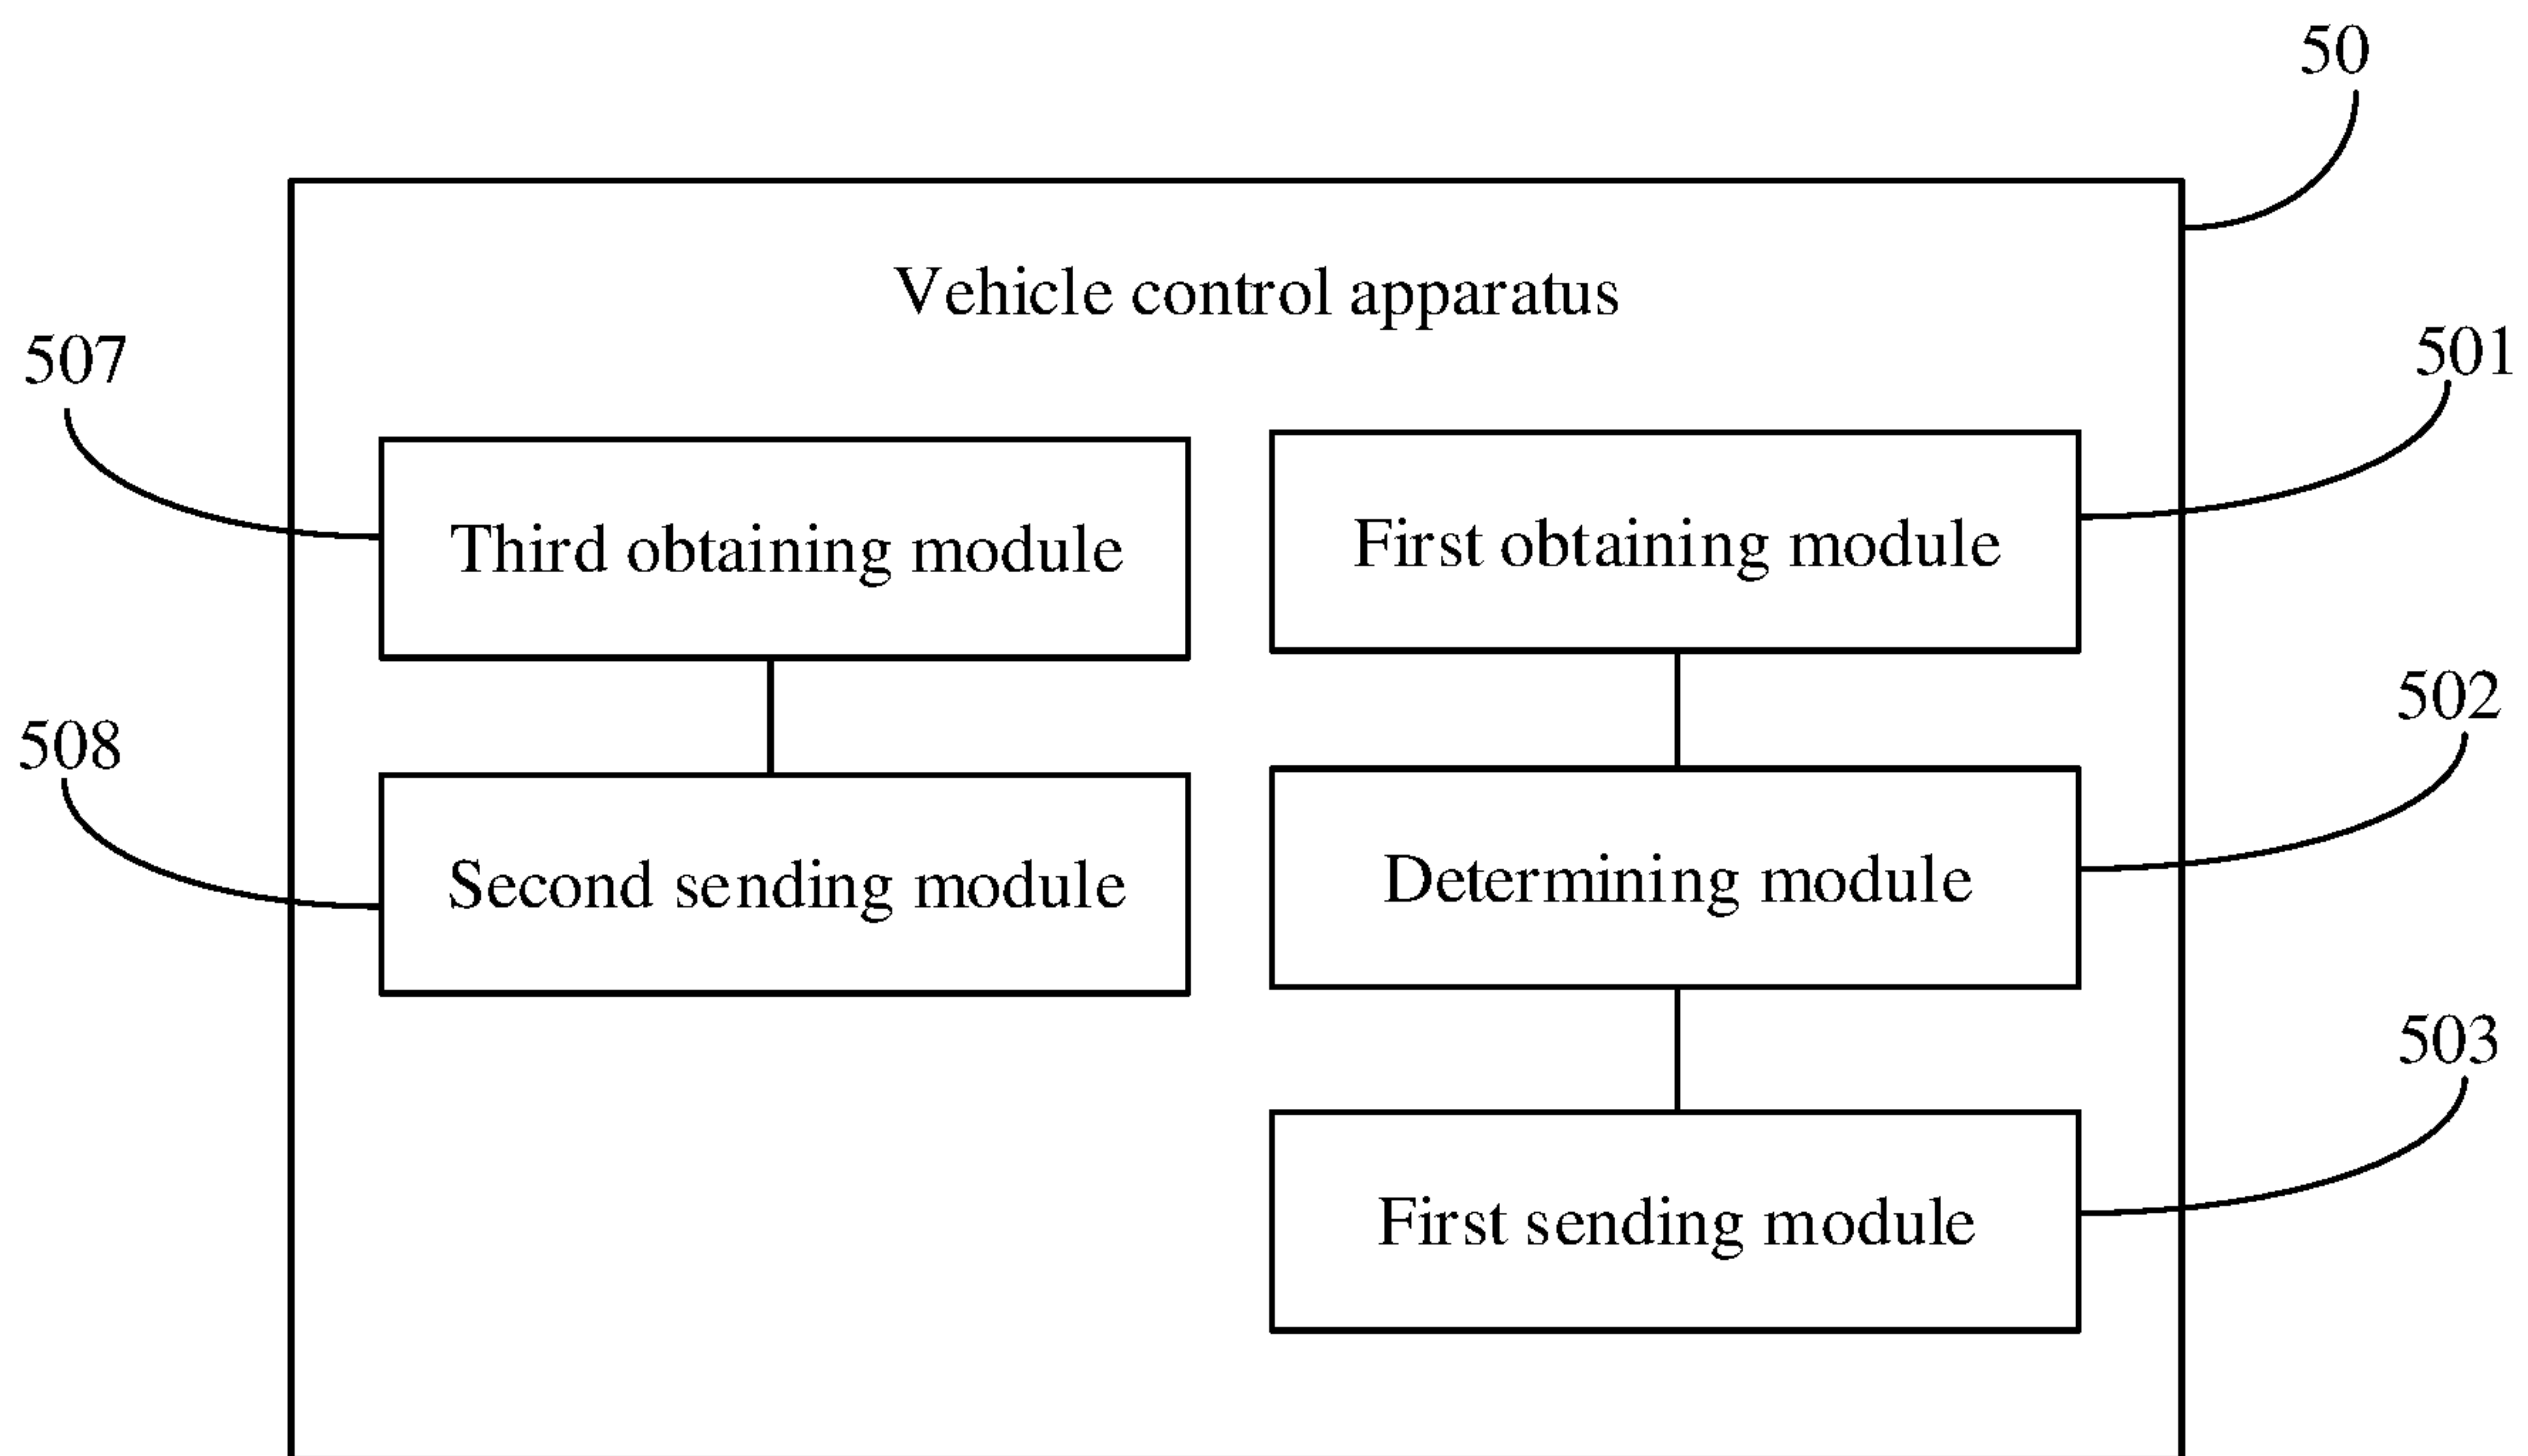 50
Vehicle control apparatus
507
501
Third obtaining module
First obtaining module
508
502
Second sending module
Determining module
503
First sending module